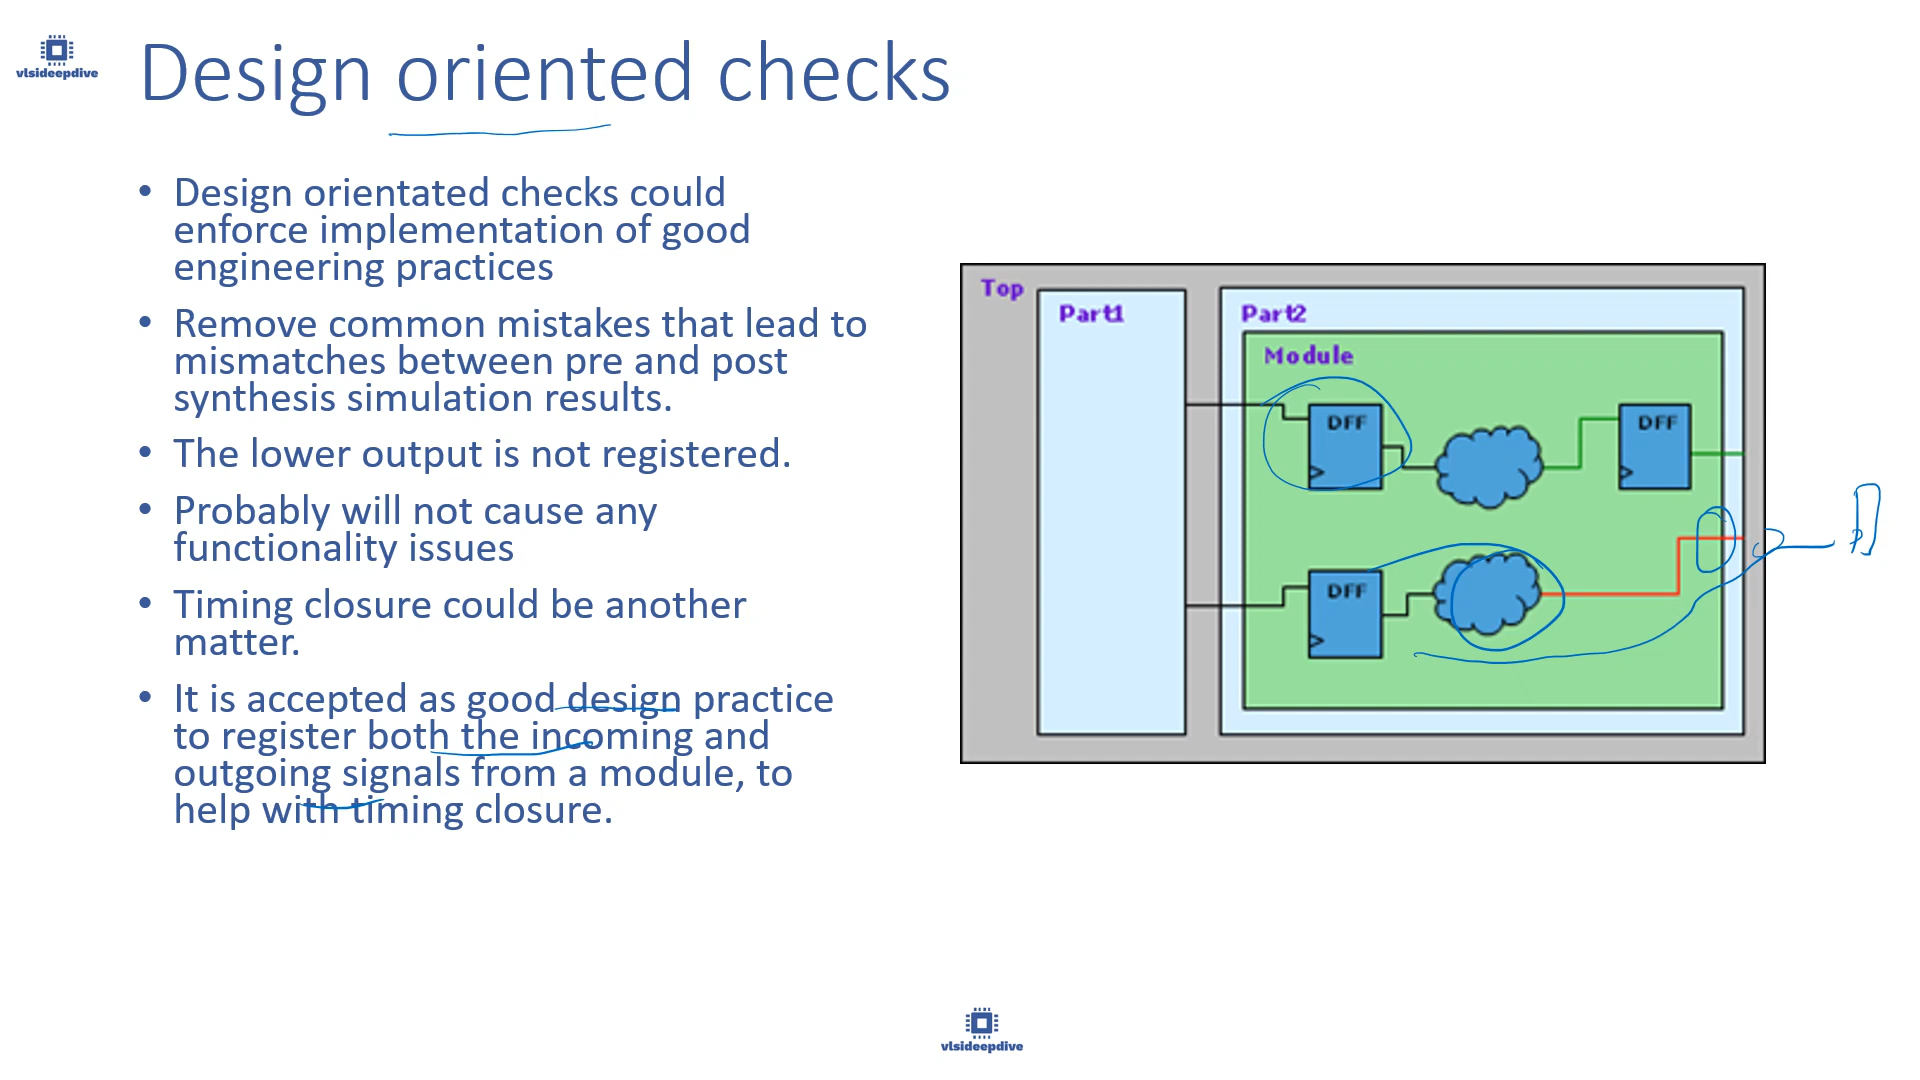 vlsideepdive
Design oriented checks
• Design orientated checks could
enforce implementation of good
engineering practices
• Remove common mistakes that lead to
mismatches between pre and post
synthesis simulation results.
• The lower output is not registered.
• Probably will not cause any
functionality issues
• Timing closure could be another
matter.
• It is accepted as good design practice
to register both the incoming and
outgoing signals from a module, to
help with timing closure.
Top
Part1
Part2
Module
DFF
DFF
DFF
vlsideepdive